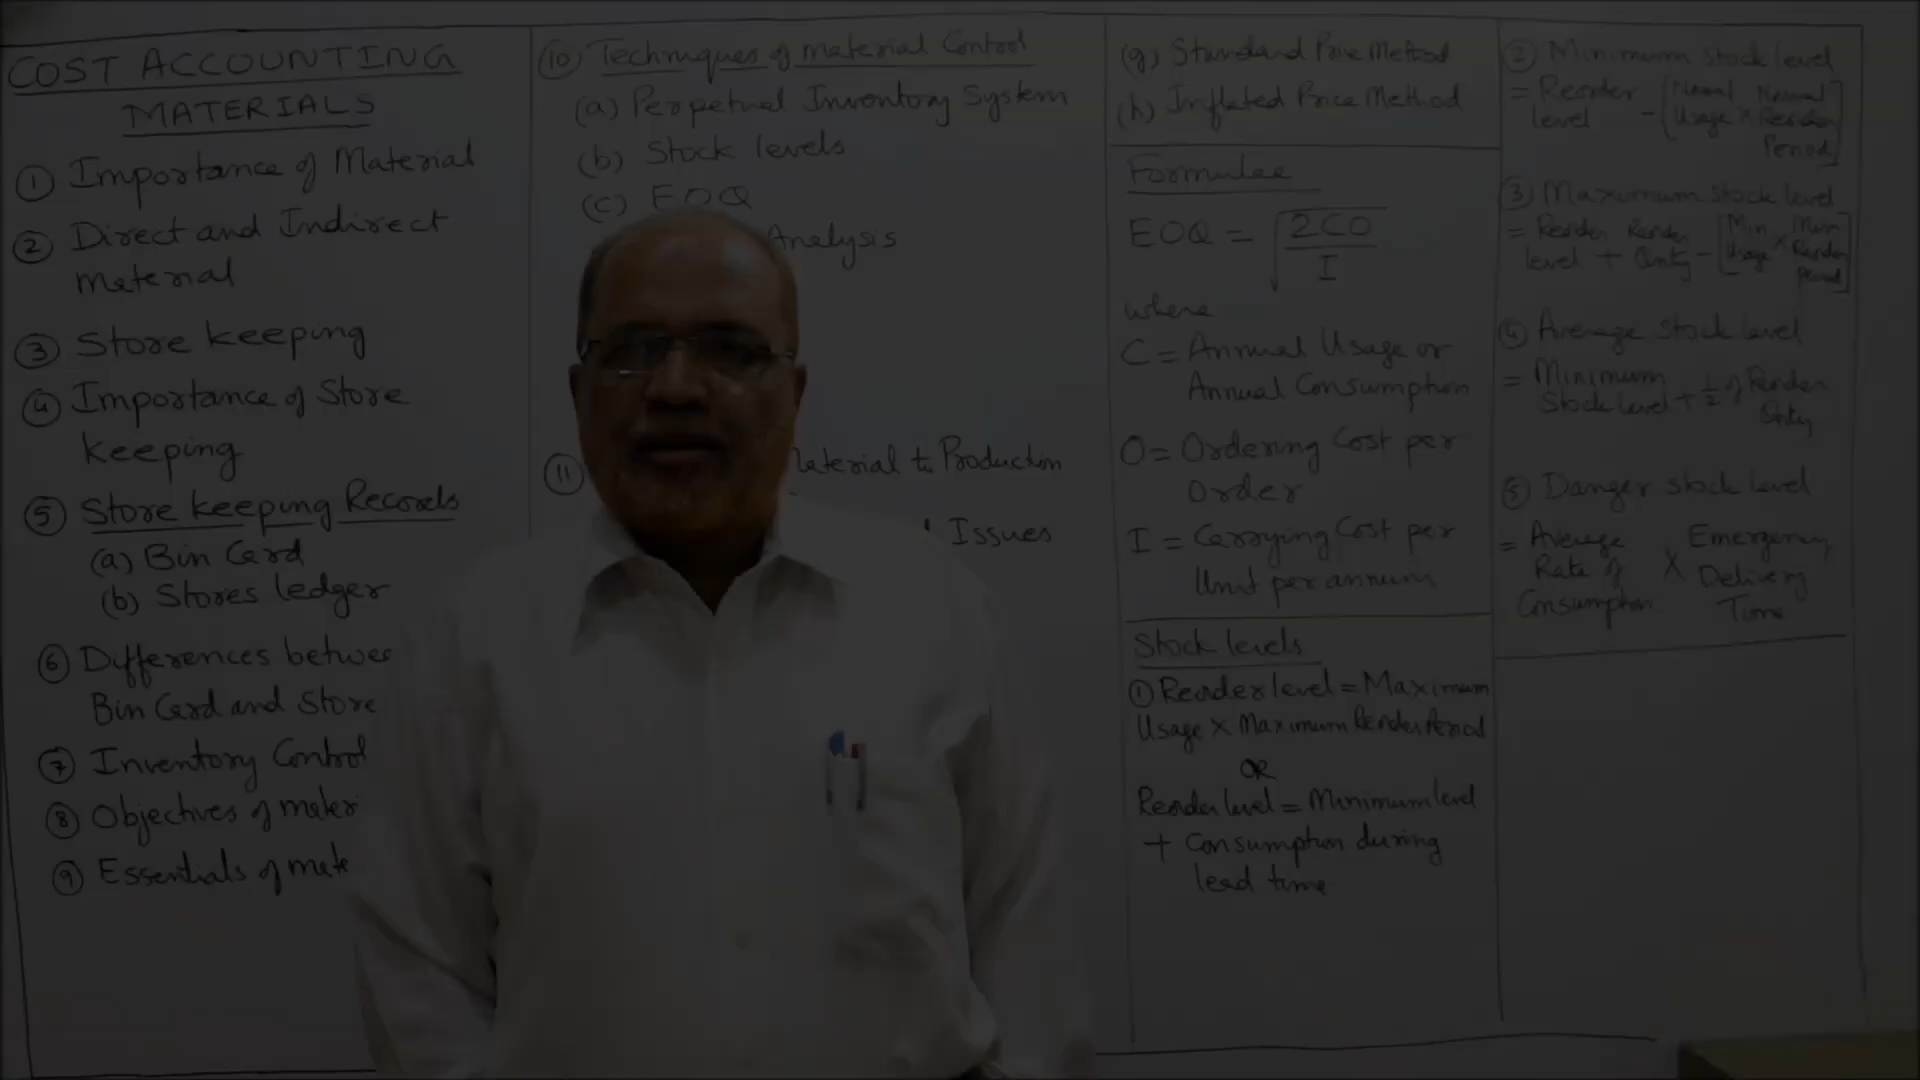 COST ACCOUNTING
MATERIALS
① Importance of Material
② Direct and Indirect
material
③ Store keeping
④ Importance of Store
keeping
⑤ Store keeping Records
(a) Bin Card
(b) Stores ledger
⑥ Differences betwee
Bin Card and Store
⑦ Inventory Control
⑧ Objectives of materi
⑨ Essentials of mate
⑩ Techniques of material Control
(a) Perpetual Inventory System
(b) Stock levels
(c) EOQ
Analysis
⑪ Material to Production
Issues
(g) Standard Price Method
(h) Inflated Price Method
Formulae
EOQ = √2CO
I
where
C = Annual Usage or
Annual Consumption
O = Ordering Cost per
order
I = Carrying Cost per
Unit per annum
Stock levels
① Reorder level = Maximum
Usage × Maximum Reorder Period
OR
Reorder level = Minimum level
+ Consumption during
lead time
② Minimum stock level
= Reorder level − [Normal Usage × Normal Reorder Period]
③ Maximum stock level
= Reorder level + Reorder Qnty − [Min Usage × Min Reorder period]
④ Average stock level
= Minimum Stock level + ½ of Reorder Qnty
⑤ Danger stock level
= Average Rate of Consumption × Emergency Delivery Time